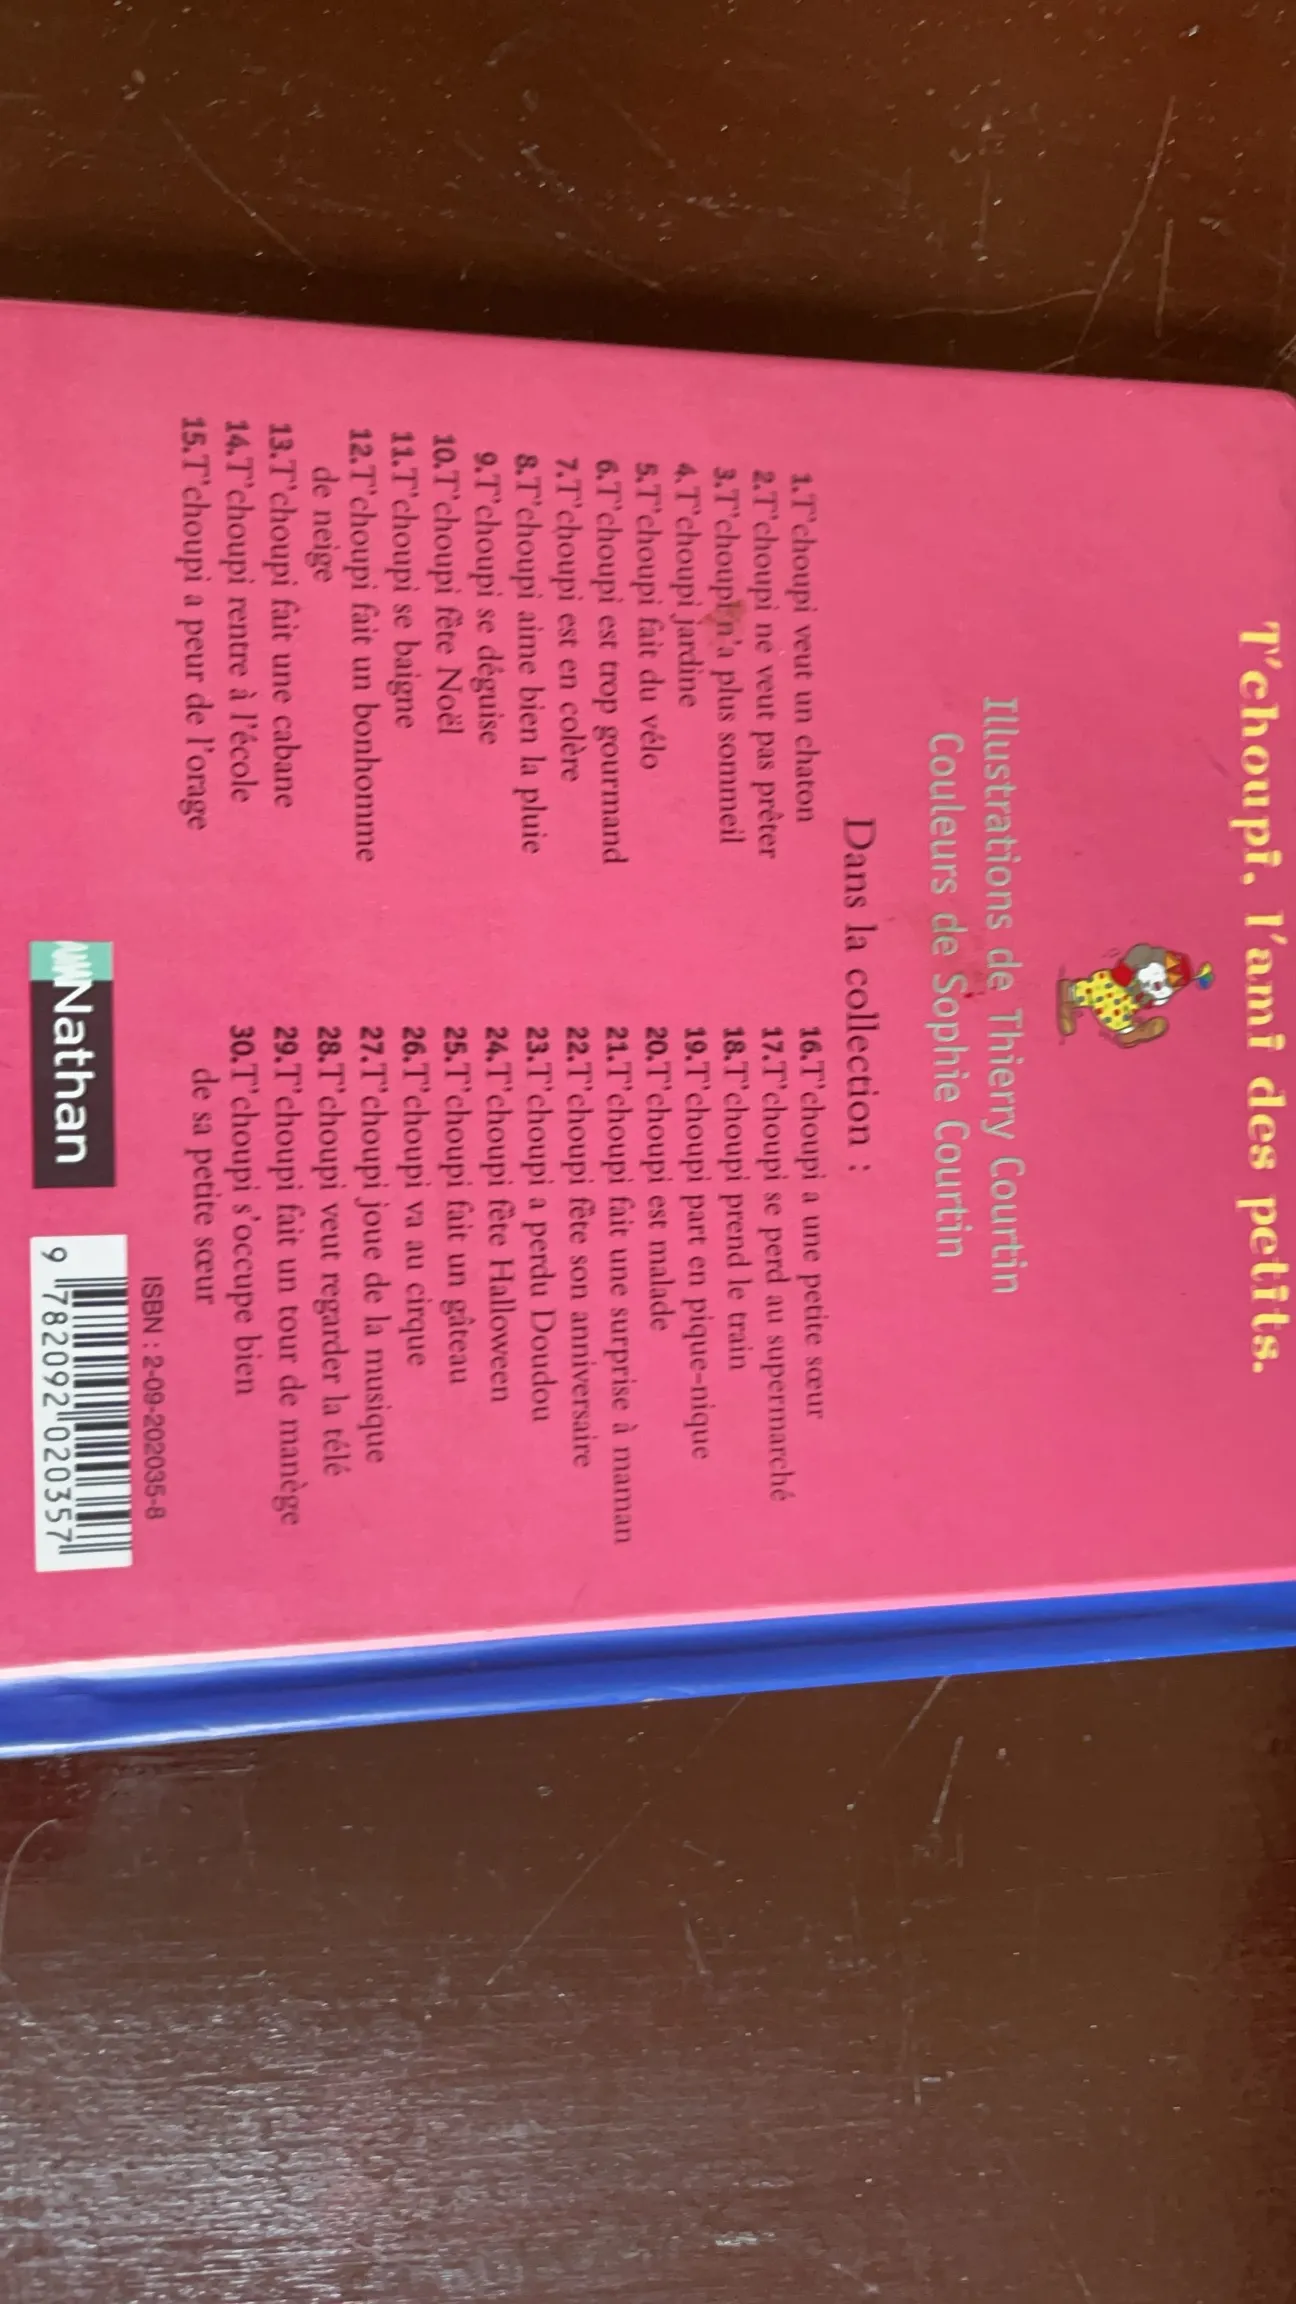 T'choupi, l'ami des petits.
Illustrations de Thierry Courtin
Couleurs de Sophie Courtin
Dans la collection :
1.T'choupi veut un chaton
2.T'choupi ne veut pas prêter
3.T'choupi n'a plus sommeil
4.T'choupi jardine
5.T'choupi fait du vélo
6.T'choupi est trop gourmand
7.T'choupi est en colère
8.T'choupi aime bien la pluie
9.T'choupi se déguise
10.T'choupi fête Noël
11.T'choupi se baigne
12.T'choupi fait un bonhomme
de neige
13.T'choupi fait une cabane
14.T'choupi rentre à l'école
15.T'choupi a peur de l'orage
16.T'choupi a une petite sœur
17.T'choupi se perd au supermarché
18.T'choupi prend le train
19.T'choupi part en pique-nique
20.T'choupi est malade
21.T'choupi fait une surprise à maman
22.T'choupi fête son anniversaire
23.T'choupi a perdu Doudou
24.T'choupi fête Halloween
25.T'choupi fait un gâteau
26.T'choupi va au cirque
27.T'choupi joue de la musique
28.T'choupi veut regarder la télé
29.T'choupi fait un tour de manège
30.T'choupi s'occupe bien
de sa petite sœur
Nathan
ISBN : 2-09-202035-8
9 782092 020357